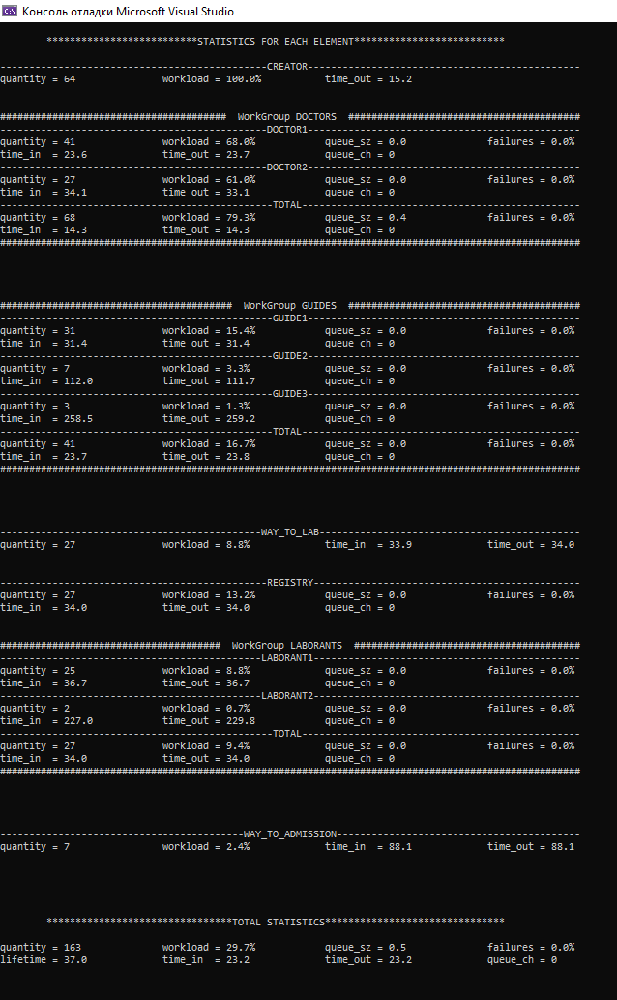 Консоль отладки Microsoft Visual Studio
**************************STATISTICS FOR EACH ELEMENT**************************
----------------------------------------------CREATOR-----------------------------------------------
quantity = 64 workload = 100.0% time_out = 15.2
####################################### WorkGroup DOCTORS ########################################
----------------------------------------------DOCTOR1-----------------------------------------------
quantity = 41 workload = 68.0% queue_sz = 0.0 failures = 0.0%
time_in = 23.6 time_out = 23.7 queue_ch = 0
----------------------------------------------DOCTOR2-----------------------------------------------
quantity = 27 workload = 61.0% queue_sz = 0.0 failures = 0.0%
time_in = 34.1 time_out = 33.1 queue_ch = 0
-----------------------------------------------TOTAL------------------------------------------------
quantity = 68 workload = 79.3% queue_sz = 0.4 failures = 0.0%
time_in = 14.3 time_out = 14.3 queue_ch = 0
####################################################################################################
######################################## WorkGroup GUIDES ########################################
-----------------------------------------------GUIDE1-----------------------------------------------
quantity = 31 workload = 15.4% queue_sz = 0.0 failures = 0.0%
time_in = 31.4 time_out = 31.4 queue_ch = 0
-----------------------------------------------GUIDE2-----------------------------------------------
quantity = 7 workload = 3.3% queue_sz = 0.0 failures = 0.0%
time_in = 112.0 time_out = 111.7 queue_ch = 0
-----------------------------------------------GUIDE3-----------------------------------------------
quantity = 3 workload = 1.3% queue_sz = 0.0 failures = 0.0%
time_in = 258.5 time_out = 259.2 queue_ch = 0
-----------------------------------------------TOTAL------------------------------------------------
quantity = 41 workload = 16.7% queue_sz = 0.0 failures = 0.0%
time_in = 23.7 time_out = 23.8 queue_ch = 0
####################################################################################################
---------------------------------------------WAY_TO_LAB---------------------------------------------
quantity = 27 workload = 8.8% time_in = 33.9 time_out = 34.0
----------------------------------------------REGISTRY----------------------------------------------
quantity = 27 workload = 13.2% queue_sz = 0.0 failures = 0.0%
time_in = 34.0 time_out = 34.0 queue_ch = 0
###################################### WorkGroup LABORANTS #######################################
---------------------------------------------LABORANT1----------------------------------------------
quantity = 25 workload = 8.8% queue_sz = 0.0 failures = 0.0%
time_in = 36.7 time_out = 36.7 queue_ch = 0
---------------------------------------------LABORANT2----------------------------------------------
quantity = 2 workload = 0.7% queue_sz = 0.0 failures = 0.0%
time_in = 227.0 time_out = 229.8 queue_ch = 0
-----------------------------------------------TOTAL------------------------------------------------
quantity = 27 workload = 9.4% queue_sz = 0.0 failures = 0.0%
time_in = 34.0 time_out = 34.0 queue_ch = 0
####################################################################################################
------------------------------------------WAY_TO_ADMISSION------------------------------------------
quantity = 7 workload = 2.4% time_in = 88.1 time_out = 88.1
********************************TOTAL STATISTICS*******************************
quantity = 163 workload = 29.7% queue_sz = 0.5 failures = 0.0%
lifetime = 37.0 time_in = 23.2 time_out = 23.2 queue_ch = 0